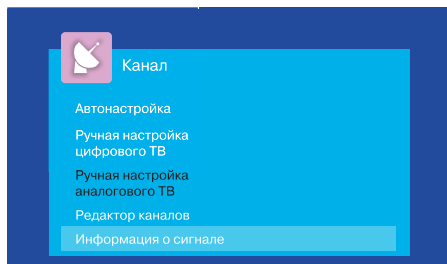 Канал
Автонастройка
Ручная настройка
цифрового ТВ
Ручная настройка
аналогового ТВ
Редактор каналов
Информация о сигнале